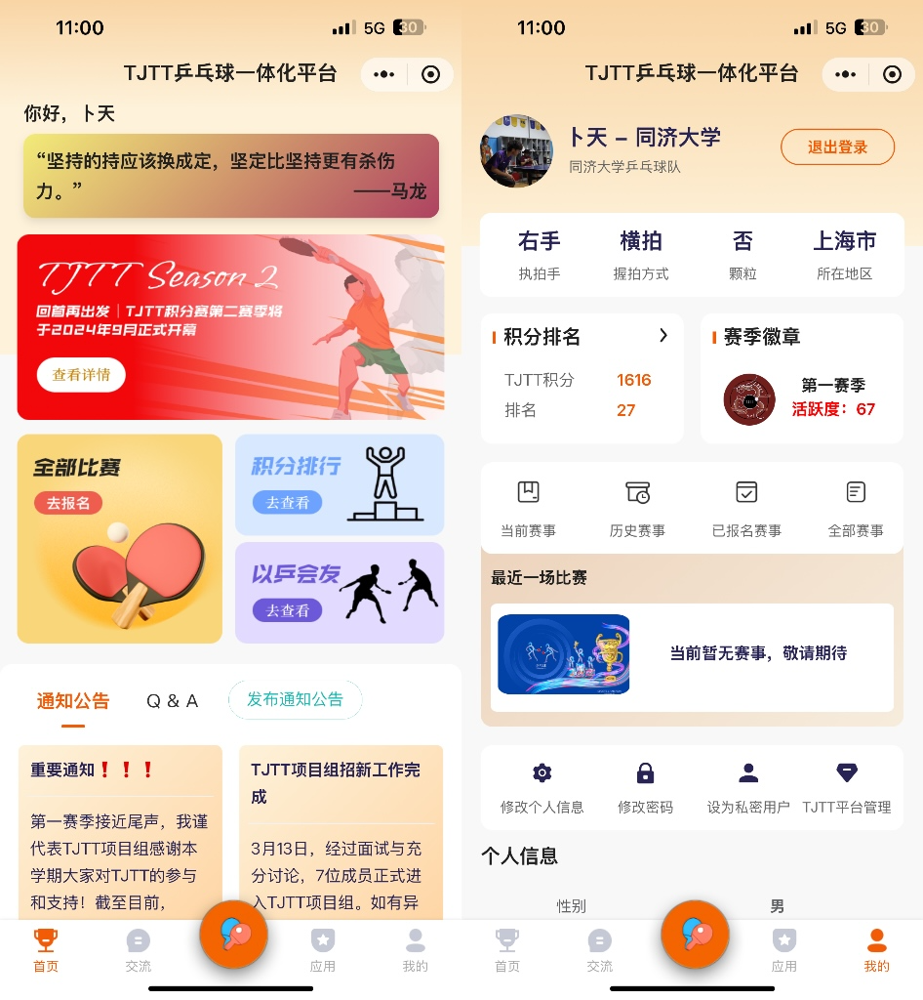 11:00
5G
30
TJTT乒乓球一体化平台
你好，卜天
“坚持的持应该换成定，坚定比坚持更有杀伤
力。”
——马龙
TJTT Season 2
回首再出发｜TJTT积分赛第二赛季将
于2024年9月正式开幕
查看详情
全部比赛
去报名
积分排行
去查看
以乒会友
去查看
通知公告
Q & A
发布通知公告
重要通知❗❗❗
第一赛季接近尾声，我谨
代表TJTT项目组感谢本
学期大家对TJTT的参与
和支持！截至目前，
TJTT项目组招新工作完
成
3月13日，经过面试与充
分讨论，7位成员正式进
入TJTT项目组。如有异
首页
交流
应用
我的
11:00
5G
30
TJTT乒乓球一体化平台
卜天 – 同济大学
同济大学乒乓球队
退出登录
右手
横拍
否
上海市
执拍手
握拍方式
颗粒
所在地区
积分排名
TJTT积分
1616
排名
27
赛季徽章
第一赛季
活跃度：67
当前赛事
历史赛事
已报名赛事
全部赛事
最近一场比赛
当前暂无赛事，敬请期待
修改个人信息
修改密码
设为私密用户
TJTT平台管理
个人信息
性别
男
首页
交流
应用
我的